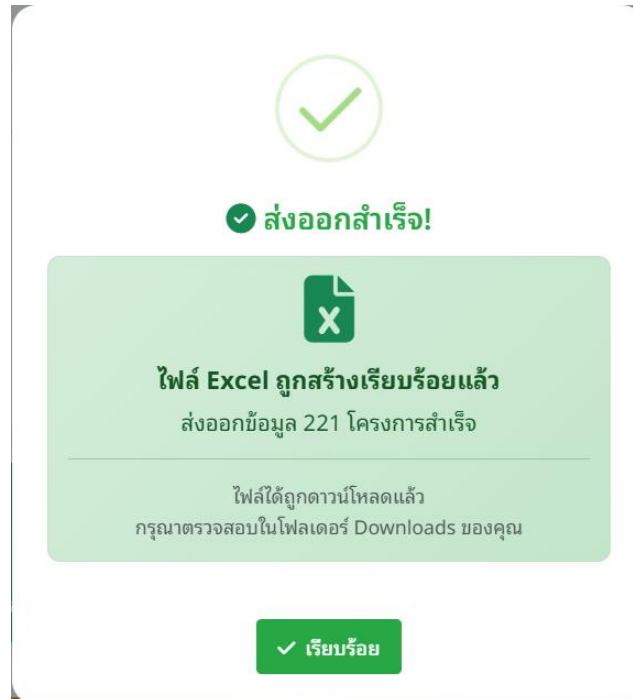 ส่งออกสำเร็จ!
ไฟล์ Excel ถูกสร้างเรียบร้อยแล้ว
ส่งออกข้อมูล 221 โครงการสำเร็จ
ไฟล์ได้ถูกดาวน์โหลดแล้ว
กรุณาตรวจสอบในโฟลเดอร์ Downloads ของคุณ
เรียบร้อย